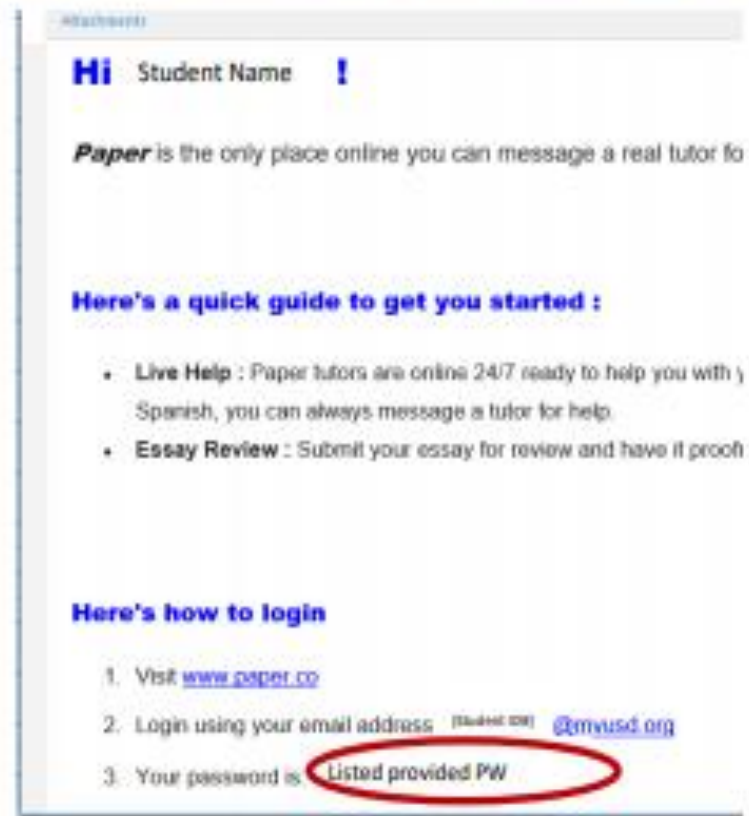 Attachments
Hi Student Name !
Paper is the only place online you can message a real tutor fo
Here's a quick guide to get you started :
• Live Help : Paper tutors are online 24/7 ready to help you with y
Spanish, you can always message a tutor for help.
• Essay Review : Submit your essay for review and have it proofr
Here's how to login
1. Visit www.paper.co
2. Login using your email address [Student ID#] @mvusd.org
3. Your password is Listed provided PW